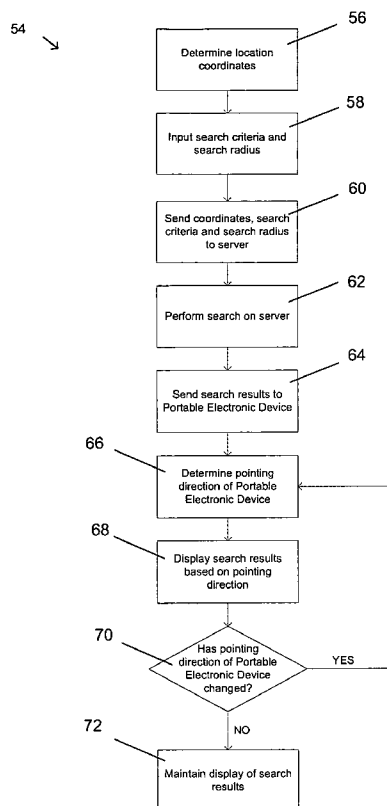 54
56
Determine location
coordinates
58
Input search criteria and
search radius
60
Send coordinates, search
criteria and search radius
to server
62
Perform search on server
64
Send search results to
Portable Electronic Device
66
Determine pointing
direction of Portable
Electronic Device
68
Display search results
based on pointing
direction
70
Has pointing
direction of Portable
Electronic Device
changed?
YES
NO
72
Maintain display of search
results